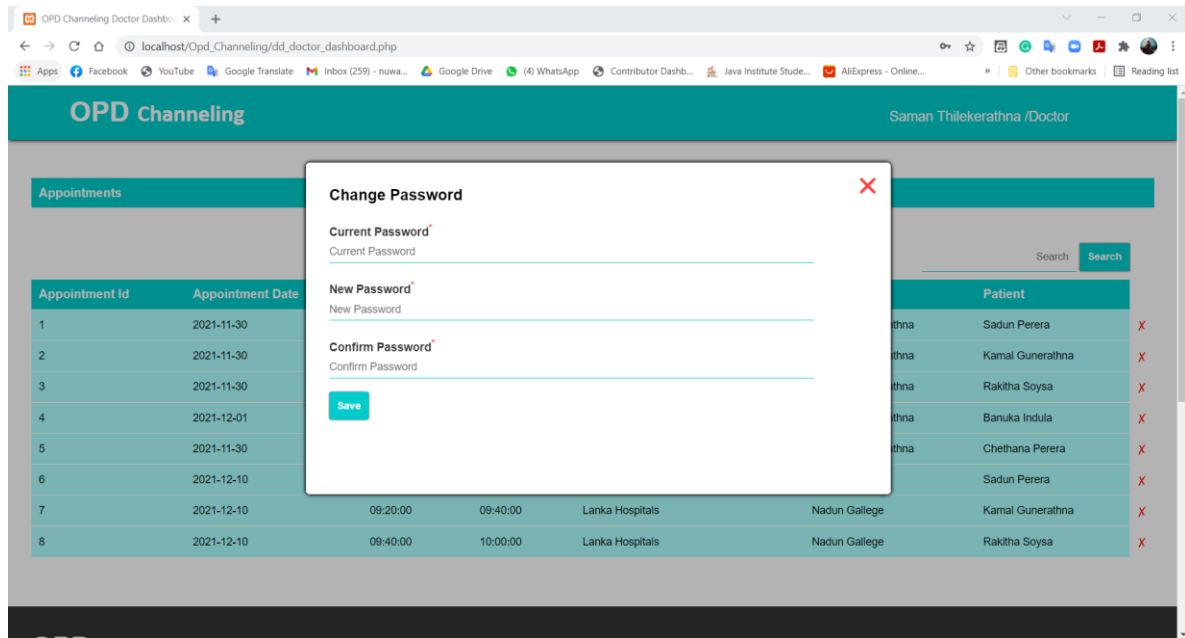 OPD Channeling Doctor Dashbo
localhost/Opd_Channeling/dd_doctor_dashboard.php
Apps Facebook YouTube Google Translate Inbox (259) - nuwa... Google Drive (4) WhatsApp Contributor Dashb... Java Institute Stude... AliExpress - Online... » Other bookmarks Reading list
OPD Channeling Saman Thilekerathna /Doctor
Appointments
Change Password
Current Password*
Current Password
New Password*
New Password
Confirm Password*
Confirm Password
Save
Search Search
Appointment Id Appointment Date Patient
1 2021-11-30 thna Sadun Perera X
2 2021-11-30 thna Kamal Gunerathna X
3 2021-11-30 thna Rakitha Soysa X
4 2021-12-01 thna Banuka Indula X
5 2021-11-30 thna Chethana Perera X
6 2021-12-10 Sadun Perera X
7 2021-12-10 09:20:00 09:40:00 Lanka Hospitals Nadun Gallege Kamal Gunerathna X
8 2021-12-10 09:40:00 10:00:00 Lanka Hospitals Nadun Gallege Rakitha Soysa X